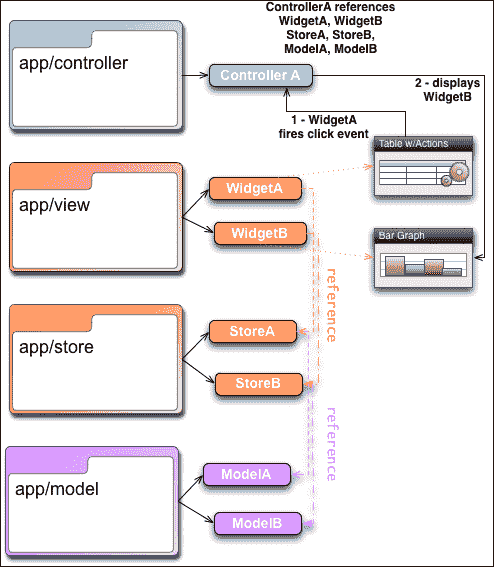 ControllerA references
WidgetA, WidgetB
StoreA, StoreB,
ModelA, ModelB
app/controller
Controller A
2 - displays
WidgetB
1 - WidgetA
fires click event
Table w/Actions
app/view
WidgetA
WidgetB
Bar Graph
reference
app/store
StoreA
StoreB
reference
app/model
ModelA
ModelB